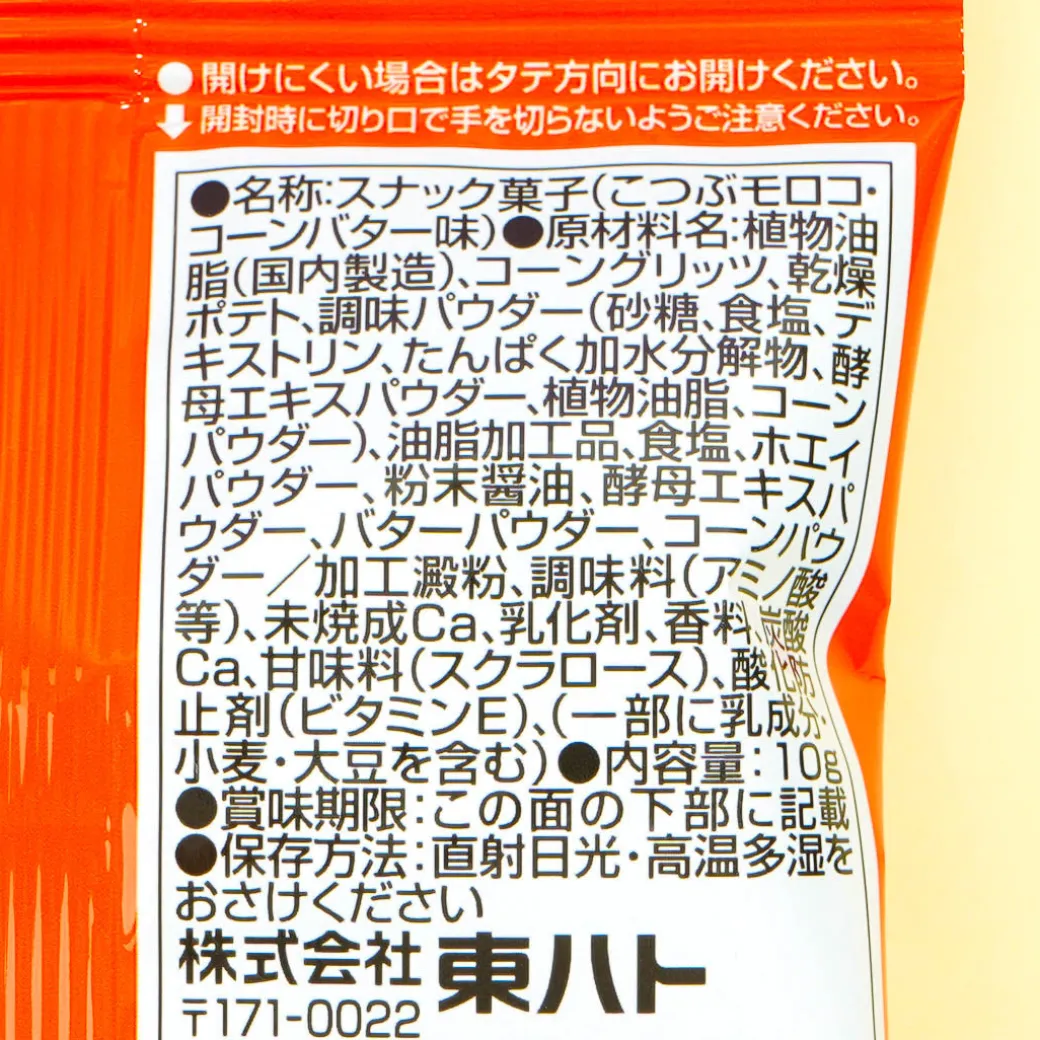 ●開けにくい場合はタテ方向にお開けください。
↓開封時に切り口で手を切らないようご注意ください。
●名称:スナック菓子(こつぶモロコ・
コーンバター味)●原材料名:植物油
脂(国内製造)、コーングリッツ、乾燥
ポテト、調味パウダー(砂糖、食塩、デ
キストリン、たんぱく加水分解物、酵
母エキスパウダー、植物油脂、コーン
パウダー)、油脂加工品、食塩、ホエイ
パウダー、粉末醤油、酵母エキスパ
ウダー、バターパウダー、コーンパウ
ダー/加工澱粉、調味料(アミノ酸
等)、未焼成Ca、乳化剤、香料、炭酸
Ca、甘味料(スクラロース)、酸化防
止剤(ビタミンE)、(一部に乳成分・
小麦・大豆を含む)●内容量:10g
●賞味期限:この面の下部に記載
●保存方法:直射日光・高温多湿を
おさけください
株式会社 東ハト
〒171-0022